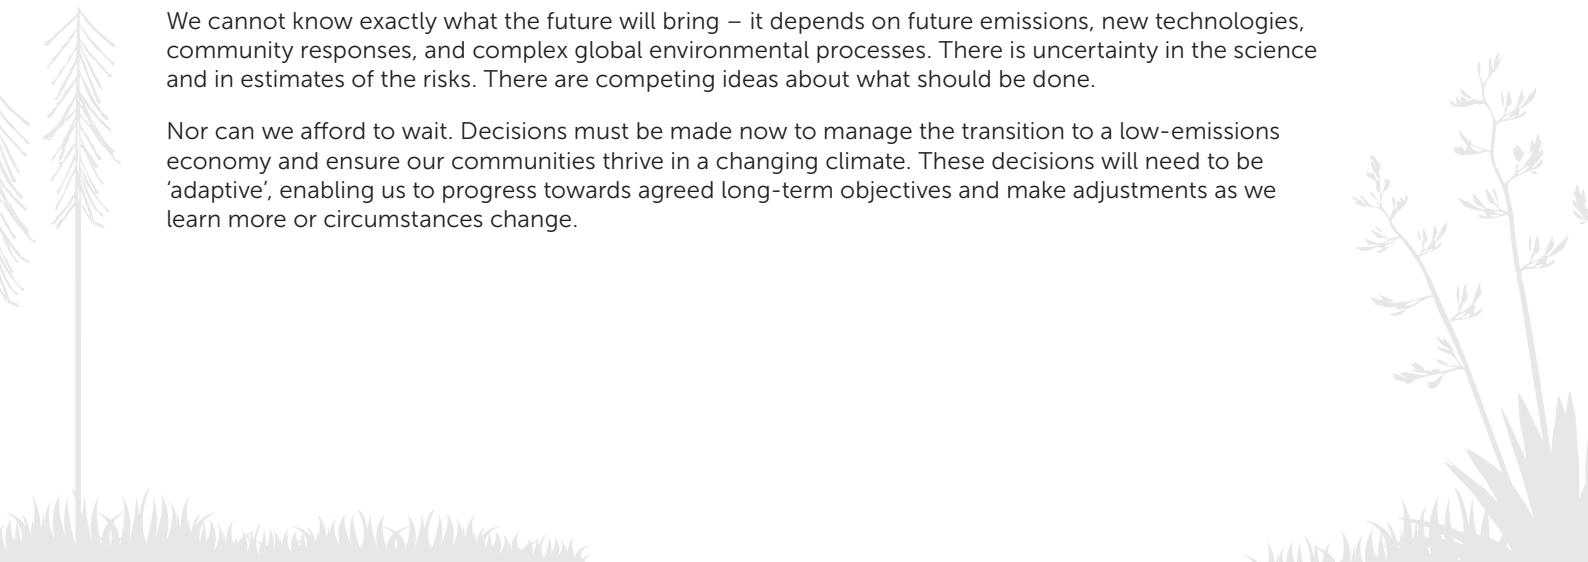 We cannot know exactly what the future will bring – it depends on future emissions, new technologies,
community responses, and complex global environmental processes. There is uncertainty in the science
and in estimates of the risks. There are competing ideas about what should be done.
Nor can we afford to wait. Decisions must be made now to manage the transition to a low-emissions
economy and ensure our communities thrive in a changing climate. These decisions will need to be
‘adaptive’, enabling us to progress towards agreed long-term objectives and make adjustments as we
learn more or circumstances change.